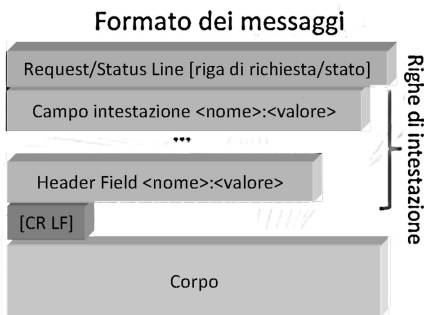 Formato dei messaggi
Request/Status Line [riga di richiesta/stato]
Campo intestazione <nome>:<valore>
...
Header Field <nome>:<valore>
[CR LF]
Corpo
Righe di intestazione